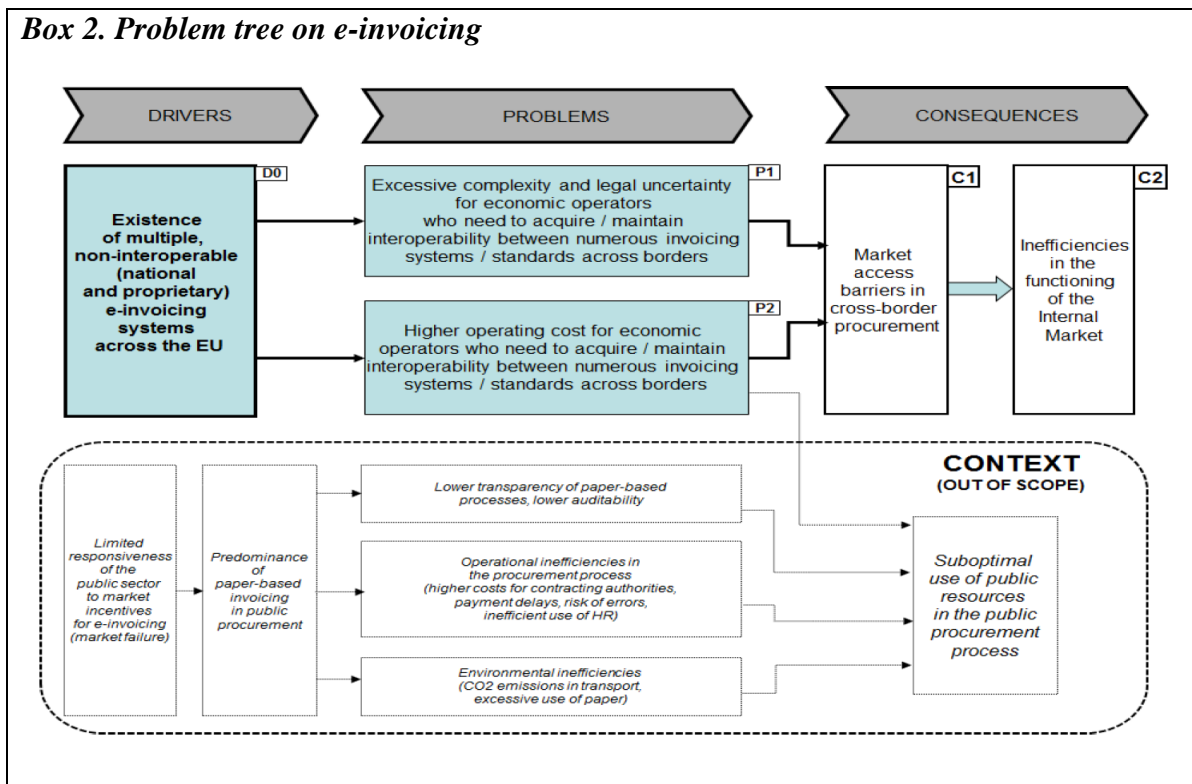 Box 2. Problem tree on e-invoicing
DRIVERS
PROBLEMS
CONSEQUENCES
D0
Existence
of multiple,
non-interoperable
(national
and proprietary)
e-invoicing
systems
across the EU
P1
Excessive complexity and legal uncertainty
for economic operators
who need to acquire / maintain
interoperability between numerous invoicing
systems / standards across borders
P2
Higher operating cost for economic
operators who need to acquire / maintain
interoperability between numerous invoicing
systems / standards across borders
C1
Market
access
barriers in
cross-border
procurement
C2
Inefficiencies
in the
functioning
of the
Internal
Market
CONTEXT
(OUT OF SCOPE)
Limited
responsiveness
of the
public sector
to market
incentives
for e-invoicing
(market failure)
Predominance
of
paper-based
invoicing
in public
procurement
Lower transparency of paper-based
processes, lower auditability
Operational inefficiencies in
the procurement process
(higher costs for contracting authorities,
payment delays, risk of errors,
inefficient use of HR)
Environmental inefficiencies
(CO2 emissions in transport,
excessive use of paper)
Suboptimal
use of public
resources
in the public
procurement
process